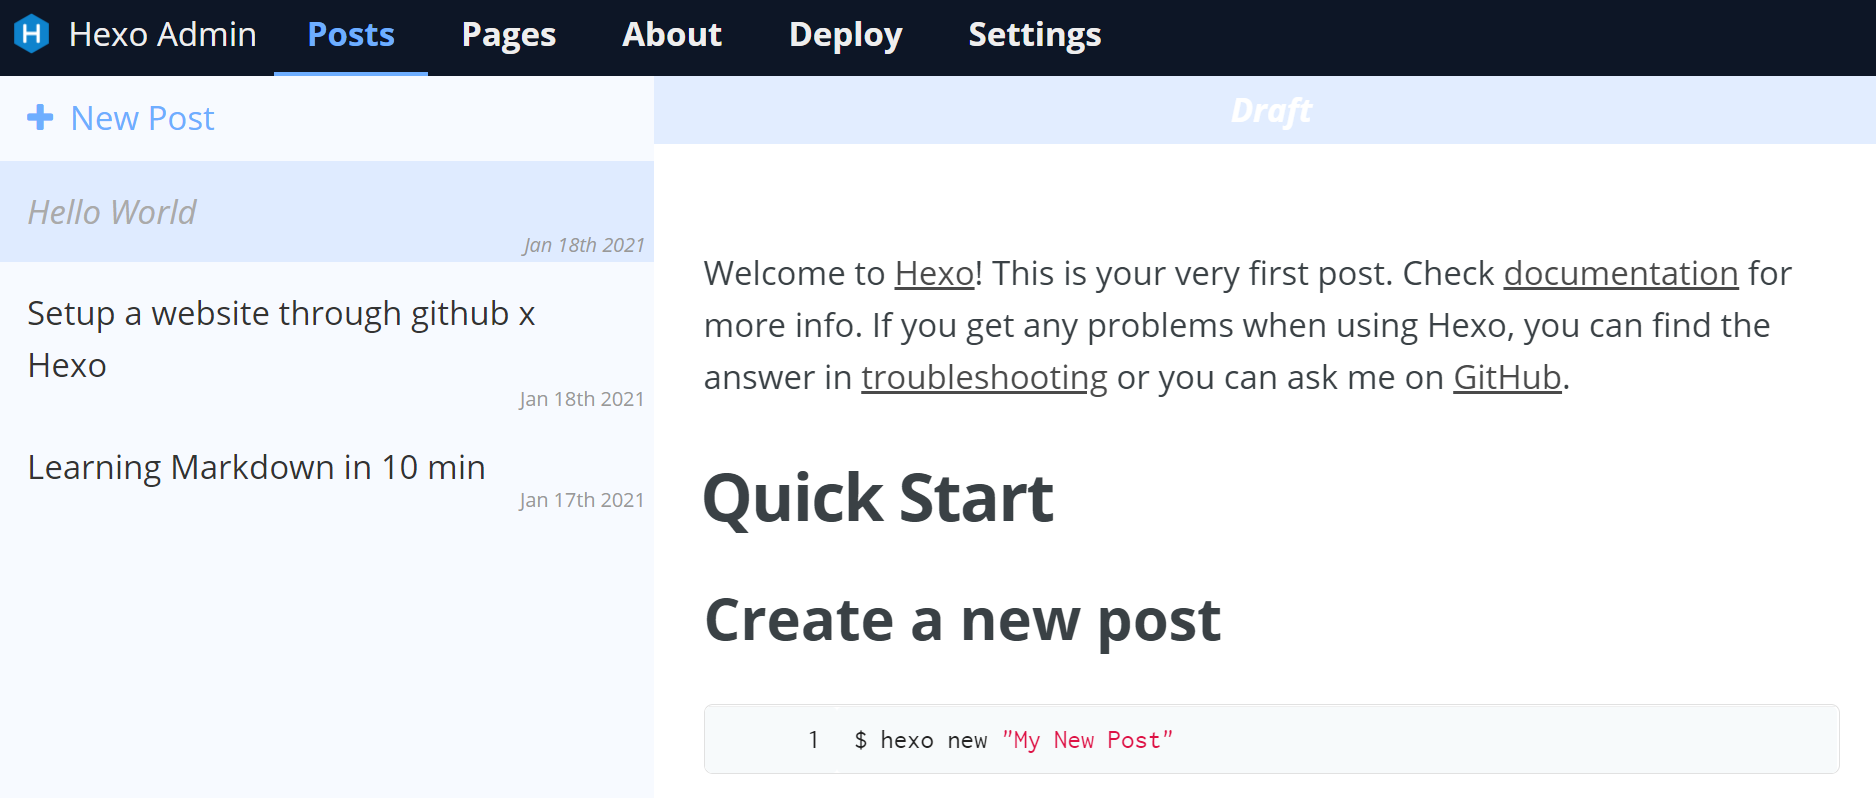 H Hexo Admin Posts Pages About Deploy Settings
New Post
Hello World
Jan 18th 2021
Setup a website through github x
Hexo
Jan 18th 2021
Learning Markdown in 10 min
Jan 17th 2021
Draft
Welcome to Hexo! This is your very first post. Check documentation for
more info. If you get any problems when using Hexo, you can find the
answer in troubleshooting or you can ask me on GitHub.
Quick Start
Create a new post
1 $ hexo new "My New Post"